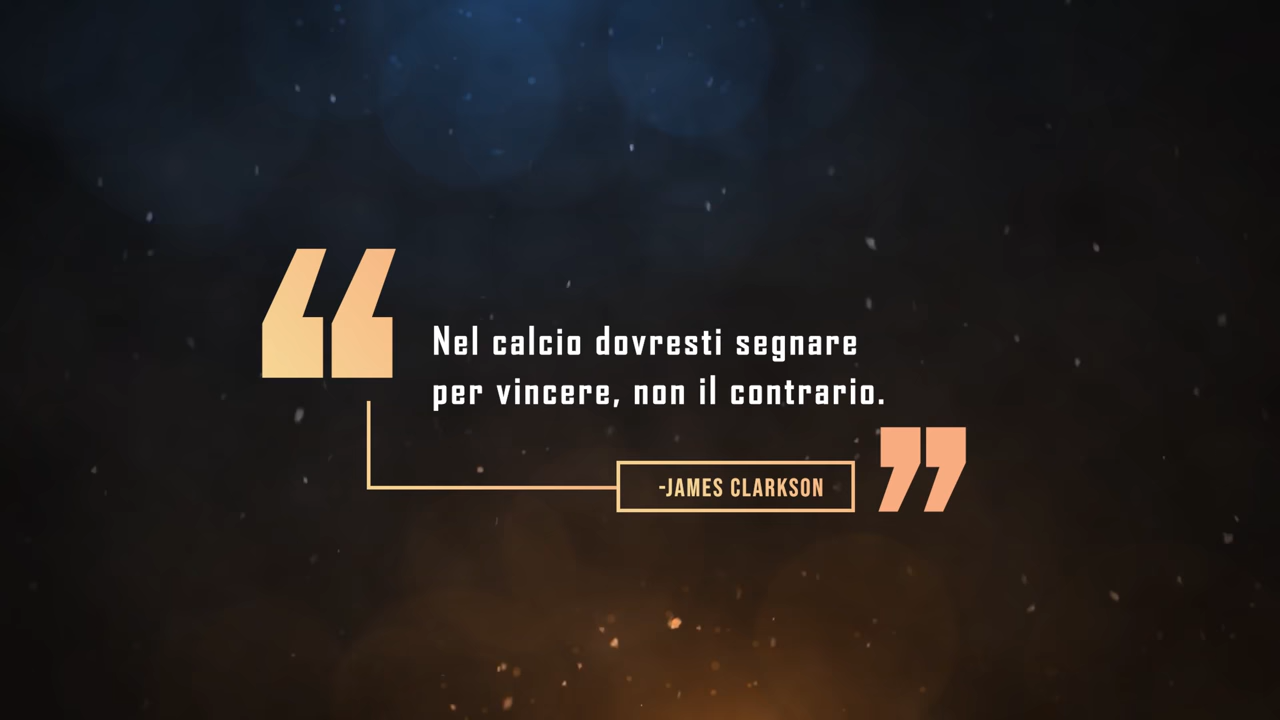 Nel calcio dovresti segnare
per vincere, non il contrario.
-JAMES CLARKSON